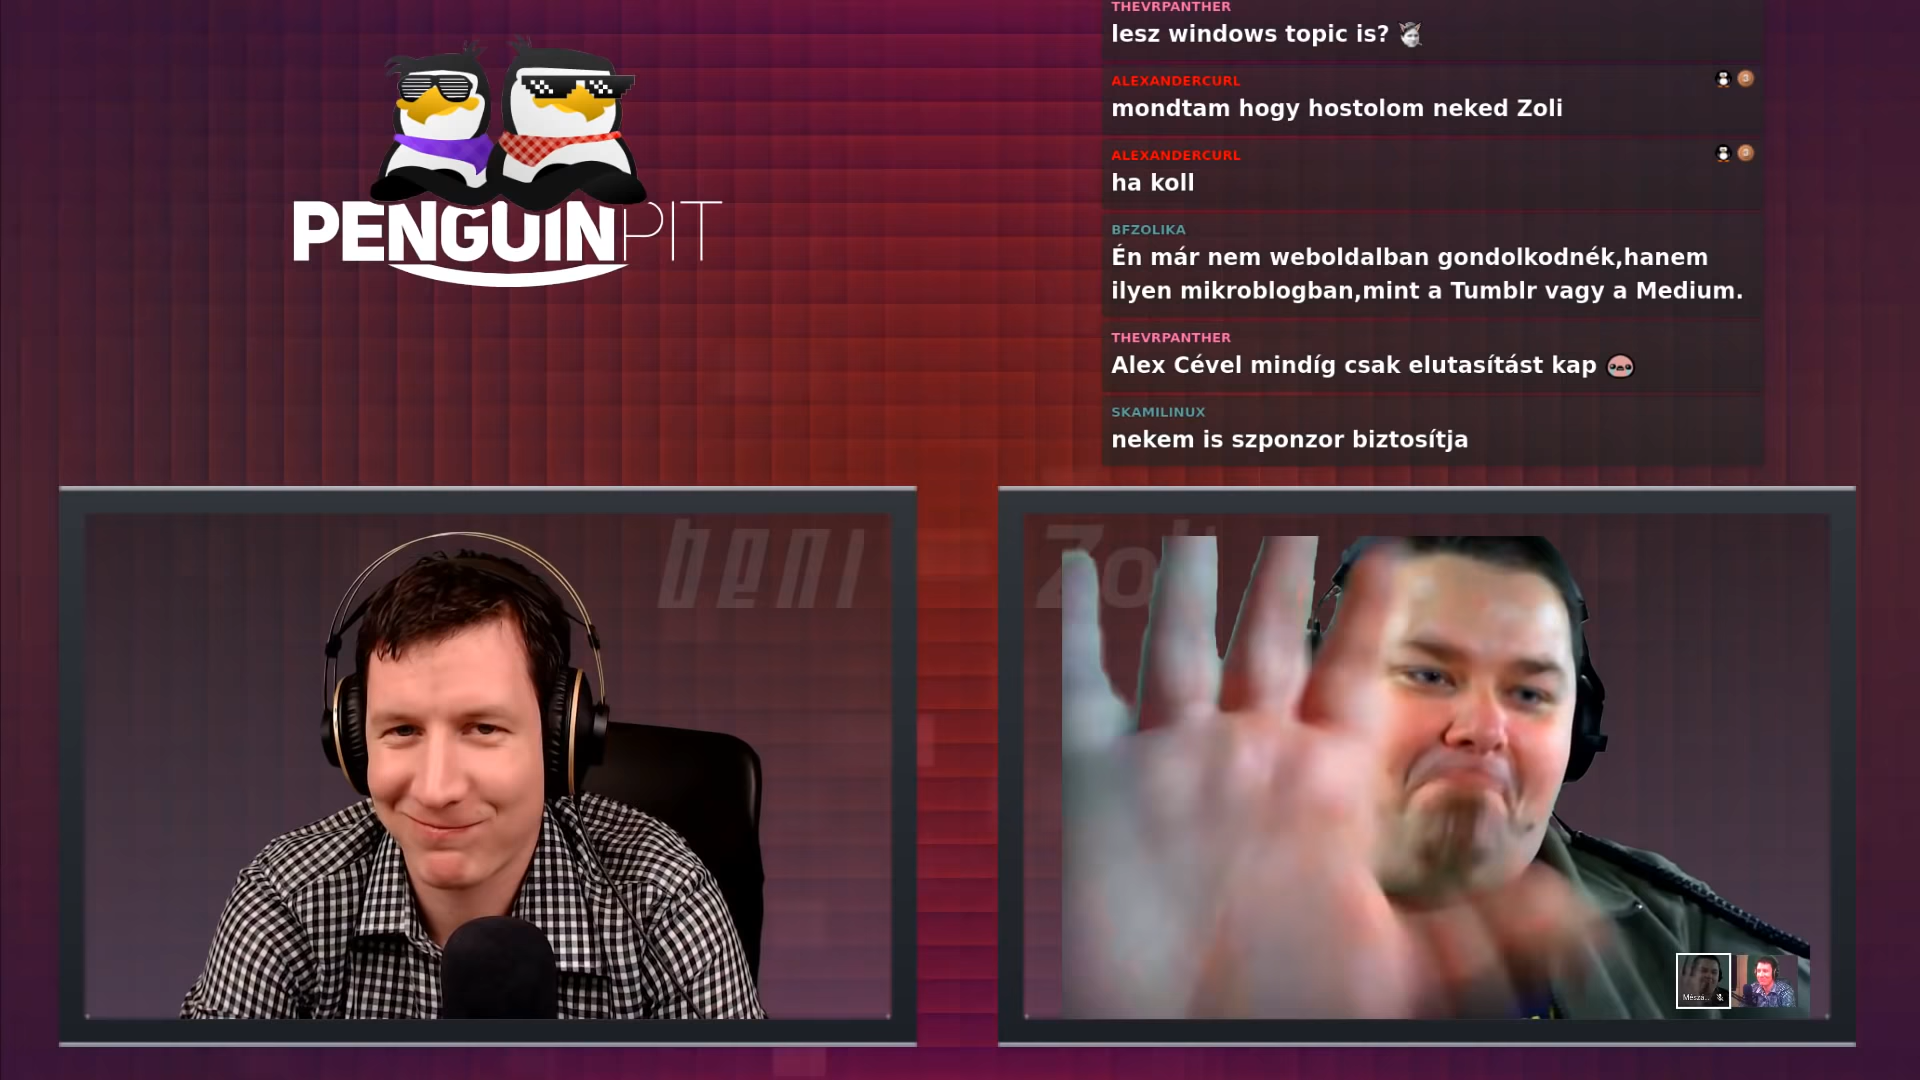 PENGUINPIT
THEVRPANTHER
lesz windows topic is?
ALEXANDERCURL
mondtam hogy hostolom neked Zoli
ALEXANDERCURL
ha koll
BFZOLIKA
Én már nem weboldalban gondolkodnék,hanem
ilyen mikroblogban,mint a Tumblr vagy a Medium.
THEVRPANTHER
Alex Cével mindíg csak elutasítást kap
SKAMILINUX
nekem is szponzor biztosítja
beni